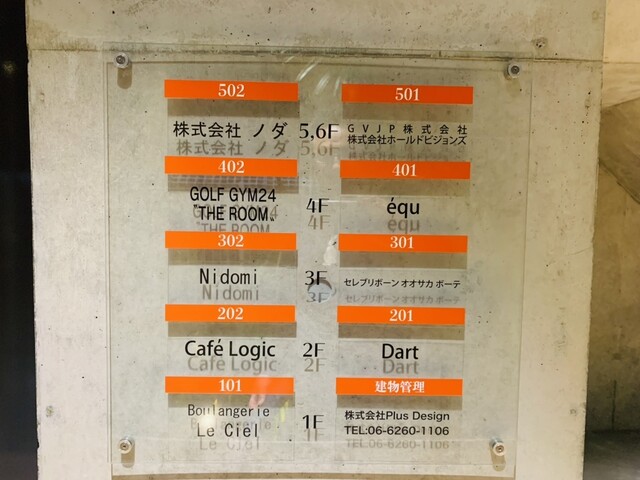 502
501
株式会社 ノダ 5,6F
GVJP株式会社
株式会社ホールドビジョンズ
402
401
GOLF GYM24
"THE ROOM„
4F
équ
302
301
Nidomi 3F
セレブリボーン オオサカ ボーテ
202
201
Café Logic 2F
Dart
101
建物管理
Boulangerie
Le Ciel
1F
株式会社Plus Design
TEL:06-6260-1106